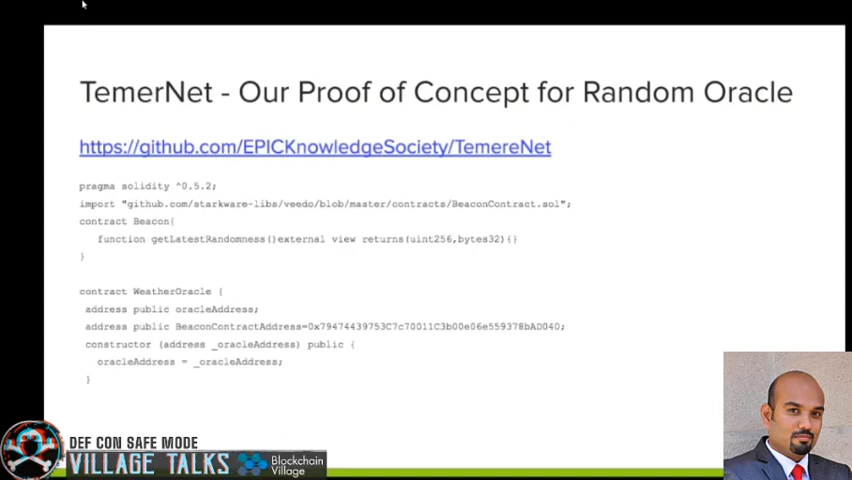 TemerNet - Our Proof of Concept for Random Oracle
https://github.com/EPICKnowledgeSociety/TemereNet
pragma solidity ^0.5.2;
import "github.com/starkware-libs/veedo/blob/master/contracts/BeaconContract.sol";
contract Beacon{
function getLatestRandomness()external view returns(uint256,bytes32){}
}
contract WeatherOracle {
address public oracleAddress;
address public BeaconContractAddress=0x79474439753C7c70011C3b00e06e559378bAD040;
constructor (address _oracleAddress) public {
oracleAddress = _oracleAddress;
}
DEF CON SAFE MODE
VILLAGE TALKS
Blockchain
Village